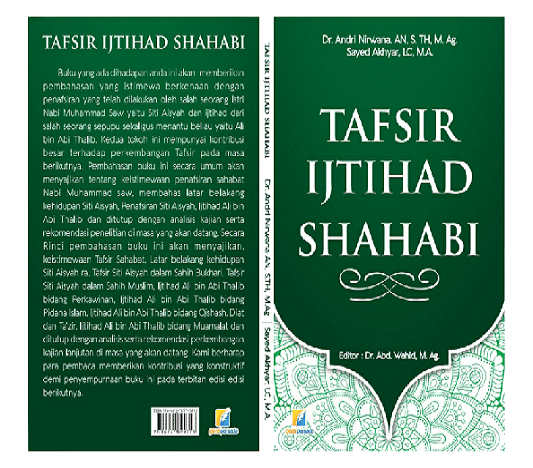 TAFSIR IJTIHAD SHAHABI
Buku yang ada dihadapan anda ini akan memberikan
pembahasan yang istimewa berkenaan dengan
penafsiran yang telah dilakukan oleh salah seorang Istri
Nabi Muhammad Saw yaitu Siti Aisyah dan Ijtihad dari
salah seorang sepupu sekaligus menantu beliau yaitu Ali
bin Abi Thalib. Kedua tokoh ini mempunyai kontribusi
besar terhadap perkembangan Tafsir pada masa
berikutnya. Pembahasan buku ini secara umum akan
menyajikan tentang keistimewaan penafsiran sahabat
Nabi Muhammad saw, membahas latar belakang
kehidupan Siti Aisyah, Penafsiran Siti Aisyah, Ijtihad Ali bin
Abi Thalib dan ditutup dengan analisis kajian serta
rekomendasi penelitian di masa yang akan datang. Secara
Rinci pembahasan buku ini akan menyajikan,
keistimewaan Tafsir Sahabat. Latar belakang kehidupan
Siti Aisyah ra, Tafsir Siti Aisyah dalam Sahih Bukhari. Tafsir
Siti Aisyah dalam Sahih Muslim, Ijtihad Ali bin Abi Thalib
bidang Perkawinan, Ijtihad Ali bin Abi Thalib bidang
Pidana Islam. Ijtihad Ali bin Abi Thalib bidang Qishash, Diat
dan Ta'zir. Ijtihad Ali bin Abi Thalib bidang Muamalat dan
ditutup dengan analisis serta rekomendasi perkembangan
kajian lanjutan di masa yang akan datang. Kami berharap
para pembaca memberikan kontribusi yang konstruktif
demi penyempurnaan buku ini pada terbitan edisi edisi
berikutnya.
TAFSIR IJTIHAD SHAHABI
Dr. Andri Nirwana AN, S.TH, M.Ag.
Sayed Akhyar, LC, M.A.
Dr. Andri Nirwana, AN, S. TH, M. Ag.
Sayed Akhyar, LC, M.A.
TAFSIR
IJTIHAD
SHAHABI
Editor : Dr. Abd. Wahid, M. Ag.